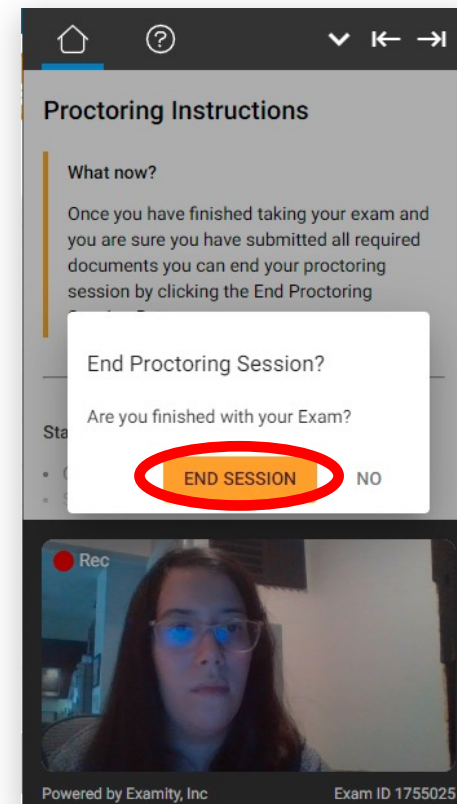 Proctoring Instructions
What now?
Once you have finished taking your exam and
you are sure you have submitted all required
documents you can end your proctoring
session by clicking the End Proctoring
End Proctoring Session?
Are you finished with your Exam?
Sta
END SESSION NO
Rec
Powered by Examity, Inc Exam ID 1755025